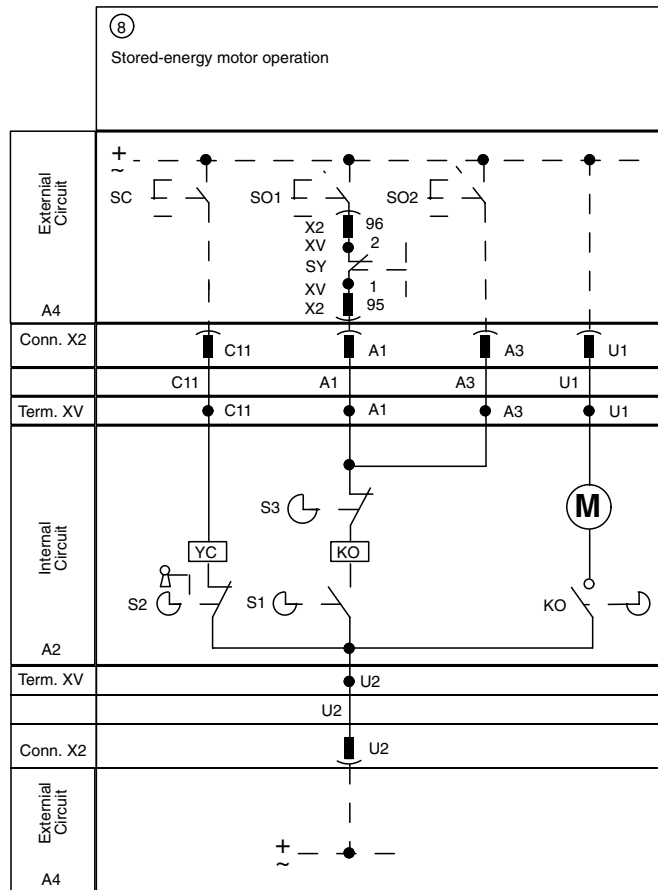 8
Stored-energy motor operation
Externial Circuit
A4
+
~
SC
SO1
SO2
X2 96
XV 2
SY
XV 1
X2 95
Conn. X2
C11 A1 A3 U1
C11 A1 A3 U1
Term. XV
C11 A1 A3 U1
Internal Circuit
A2
S3
M
YC KO
S2 S1 KO
Term. XV
U2
U2
Conn. X2
U2
Externial Circuit
A4
+
~